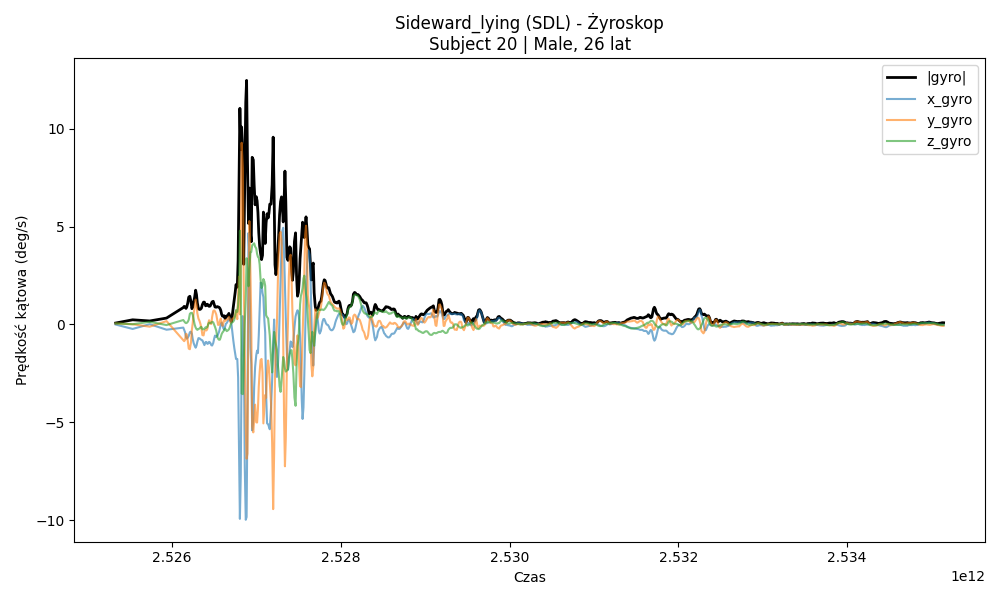 Sideward_lying (SDL) - Żyroskop
Subject 20 | Male, 26 lat
|gyro|
x_gyro
y_gyro
z_gyro
Prędkość kątowa (deg/s)
10
5
0
−5
−10
2.526
2.528
2.530
2.532
2.534
1e12
Czas